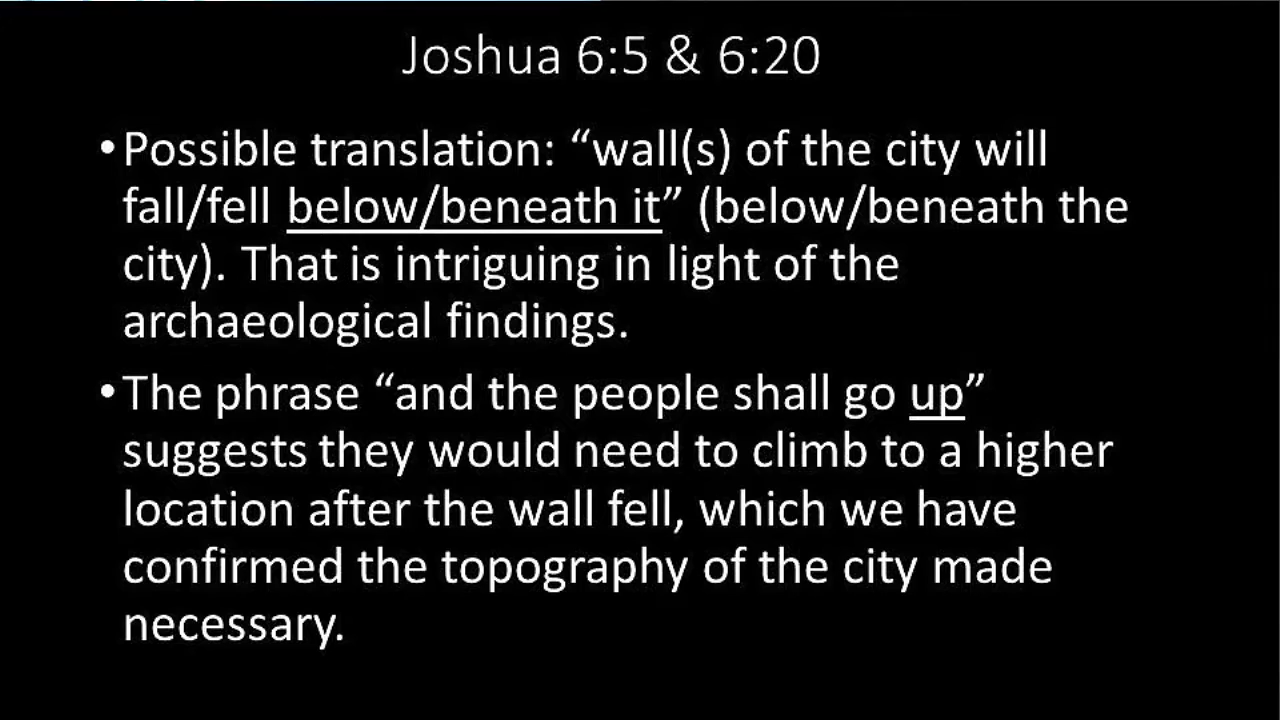 Joshua 6:5 & 6:20
•Possible translation: “wall(s) of the city will
fall/fell below/beneath it” (below/beneath the
city). That is intriguing in light of the
archaeological findings.
•The phrase “and the people shall go up”
suggests they would need to climb to a higher
location after the wall fell, which we have
confirmed the topography of the city made
necessary.